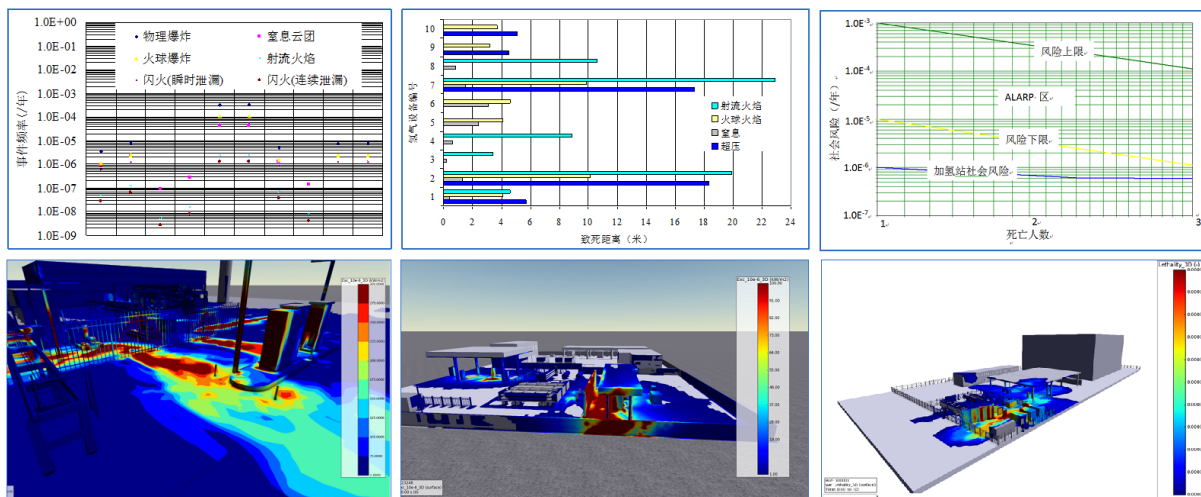 1.0E+00
1.0E-01
1.0E-02
1.0E-03
1.0E-04
1.0E-05
1.0E-06
1.0E-07
1.0E-08
1.0E-09
事件频率(/年)
物理爆炸
窒息云团
火球爆炸
射流火焰
闪火(瞬时泄漏)
闪火(连续泄漏)
10
9
8
7
6
5
4
3
2
1
氢气设备编号
射流火焰
火球火焰
窒息
超压
0 2 4 6 8 10 12 14 16 18 20 22 24
致死距离（米）
1.0E-3
1.0E-4
1.0E-5
1.0E-6
1.0E-7
社会风险（/年）
风险上限
ALARP 区
风险下限
加氢站社会风险
1 2 3
死亡人数
Lethality_3D (-)